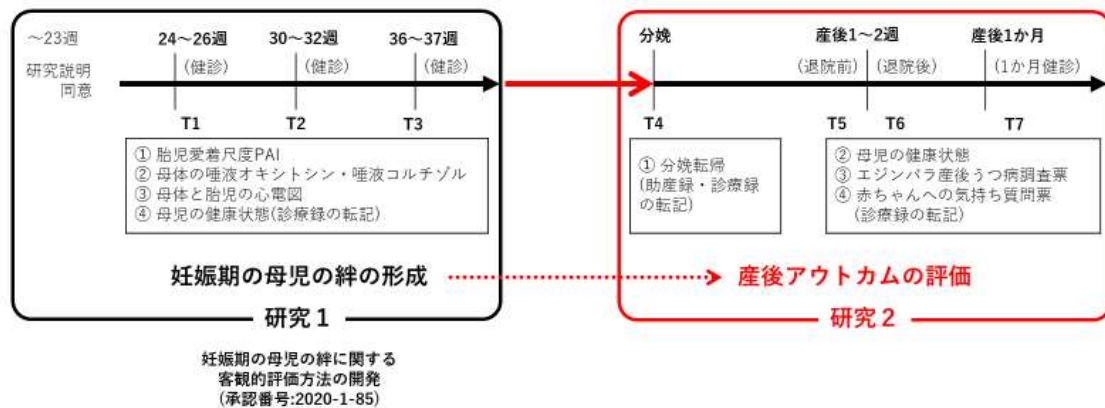 ～23週
研究説明
同意
24～26週
(健診)
30～32週
(健診)
36～37週
(健診)
T1
T2
T3
① 胎児愛着尺度PAI
② 母体の唾液オキシトシン・唾液コルチゾル
③ 母体と胎児の心電図
④ 母児の健康状態(診療録の転記)
妊娠期の母児の絆の形成
研究１
妊娠期の母児の絆に関する
客観的評価方法の開発
(承認番号:2020-1-85)
分娩
産後1～2週
(退院前)
(退院後)
産後1か月
(1か月健診)
T4
T5
T6
T7
① 分娩転帰
(助産録・診療録
の転記)
② 母児の健康状態
③ エジンバラ産後うつ病調査票
④ 赤ちゃんへの気持ち質問票
(診療録の転記)
産後アウトカムの評価
研究２